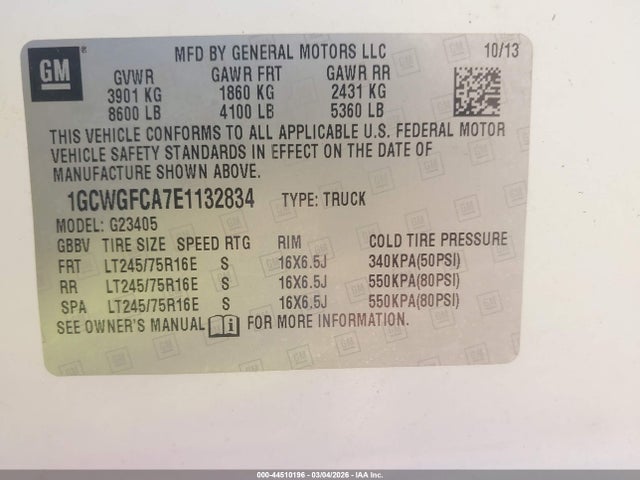 GM® MFD BY GENERAL MOTORS LLC 10/13
GVWR GAWR FRT GAWR RR
3901 KG 1860 KG 2431 KG
8600 LB 4100 LB 5360 LB
THIS VEHICLE CONFORMS TO ALL APPLICABLE U.S. FEDERAL MOTOR
VEHICLE SAFETY STANDARDS IN EFFECT ON THE DATE OF
MANUFACTURE SHOWN ABOVE.
1GCWGFCA7E1132834 TYPE: TRUCK
MODEL: G23405
GBBV TIRE SIZE SPEED RTG RIM COLD TIRE PRESSURE
FRT LT245/75R16E S 16X6.5J 340KPA(50PSI)
RR LT245/75R16E S 16X6.5J 550KPA(80PSI)
SPA LT245/75R16E S 16X6.5J 550KPA(80PSI)
SEE OWNER'S MANUAL FOR MORE INFORMATION.
000-44510196 - 03/04/2026 - IAA Inc.